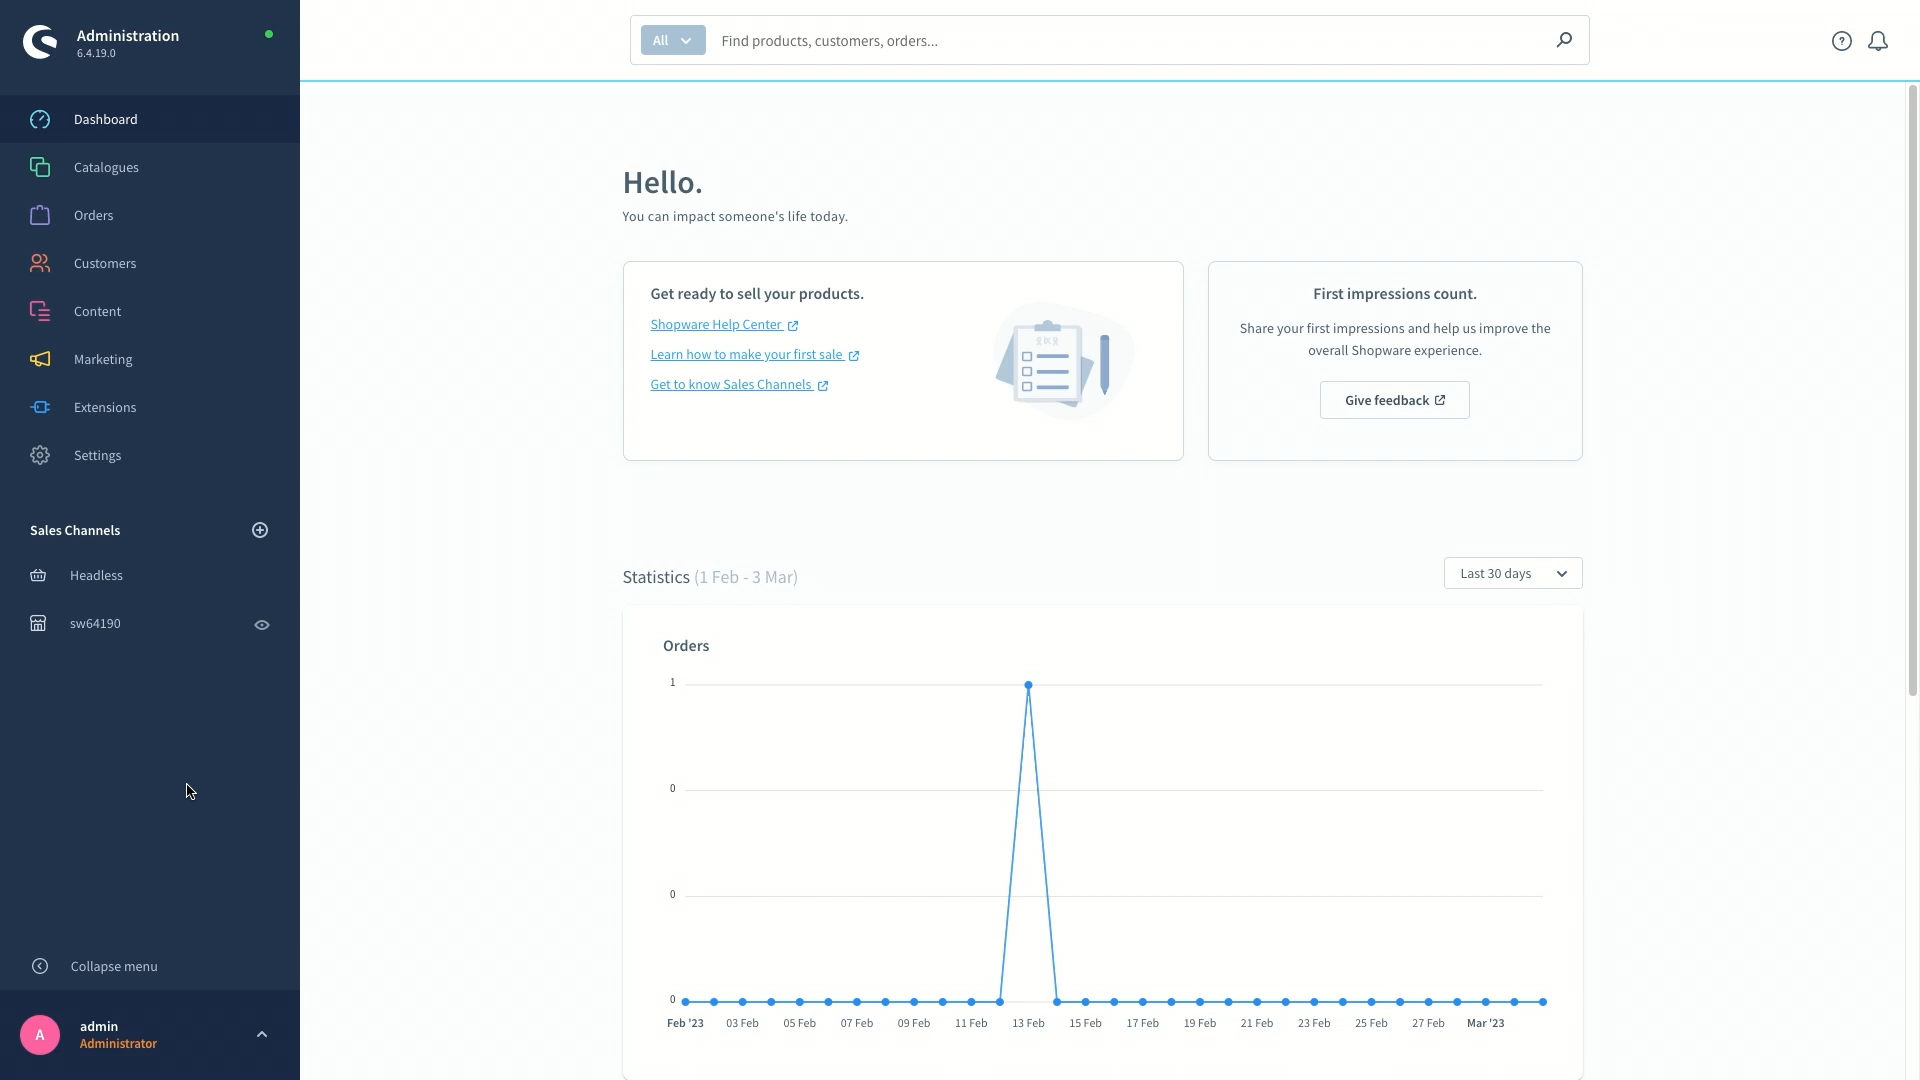 Administration
6.4.19.0
Dashboard
Catalogues
Orders
Customers
Content
Marketing
Extensions
Settings
Sales Channels
Headless
sw64190
Collapse menu
A
admin
Administrator
All
Find products, customers, orders...
?
Hello.
You can impact someone's life today.
Get ready to sell your products.
Shopware Help Center
Learn how to make your first sale
Get to know Sales Channels
First impressions count.
Share your first impressions and help us improve the
overall Shopware experience.
Give feedback
Statistics (1 Feb - 3 Mar)
Last 30 days
Orders
1
0
0
0
Feb '23 03 Feb 05 Feb 07 Feb 09 Feb 11 Feb 13 Feb 15 Feb 17 Feb 19 Feb 21 Feb 23 Feb 25 Feb 27 Feb Mar '23